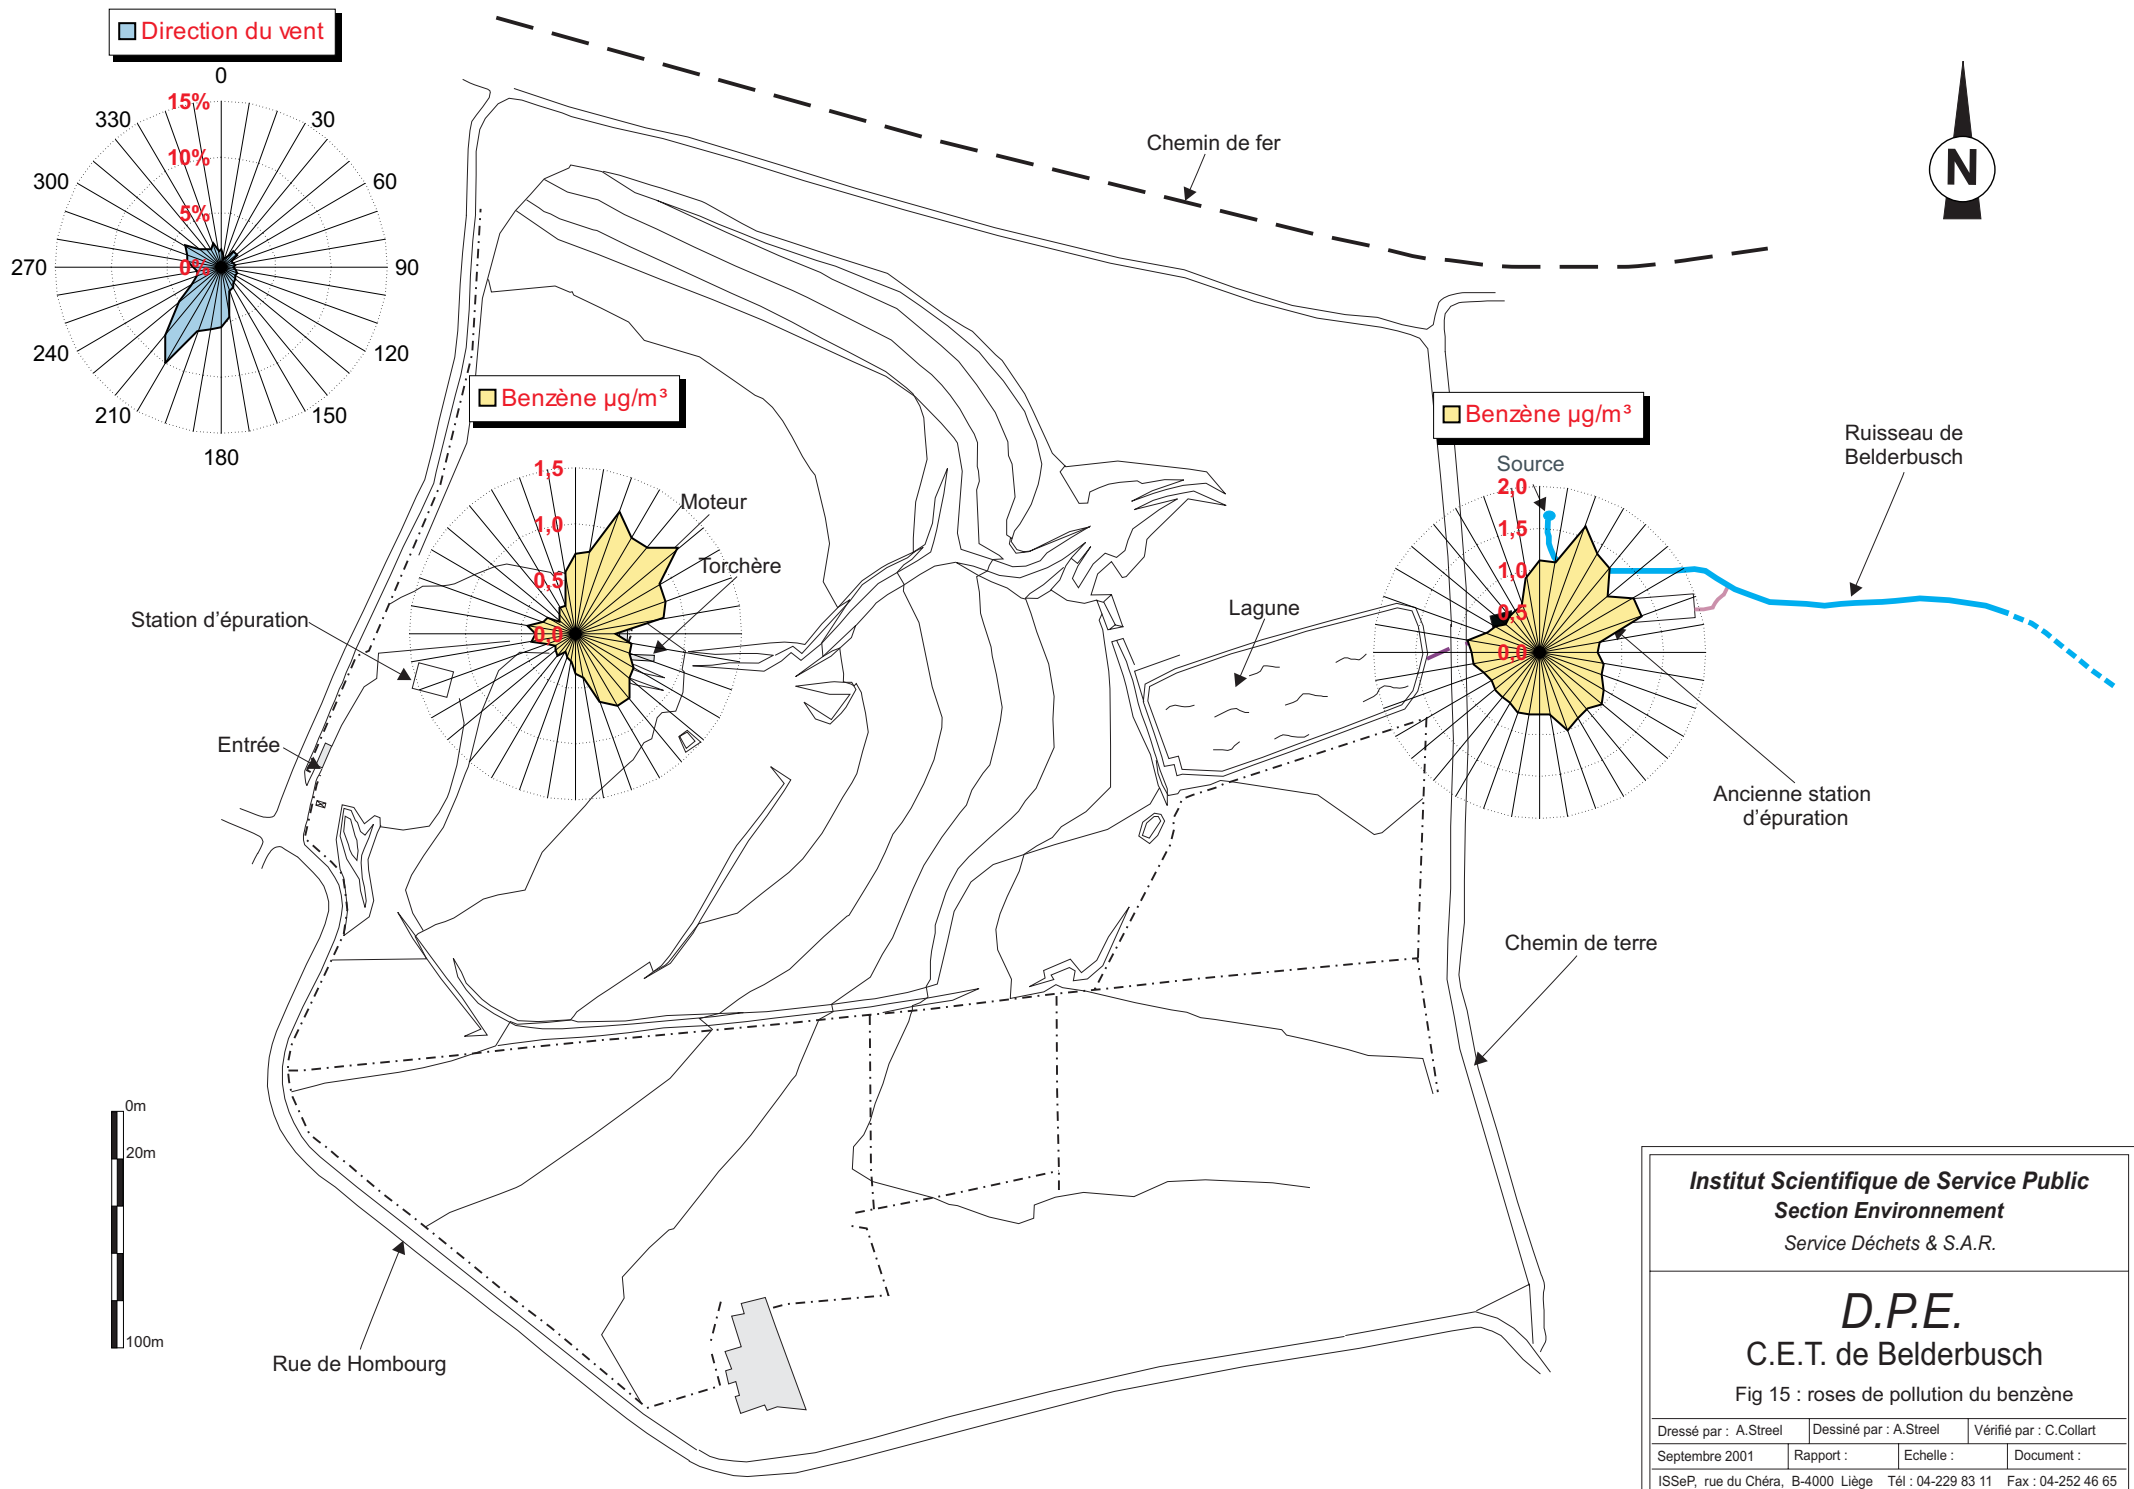 Direction du vent
0
30
60
90
120
150
180
210
240
270
300
330
15%
10%
5%
0%
Chemin de fer
N
Benzène µg/m³
1,5
1,0
0,5
0,0
Moteur
Torchère
Station d'épuration
Entrée
Benzène µg/m³
Source
2,0
1,5
1,0
0,5
0,0
Ruisseau de
Belderbusch
Lagune
Ancienne station
d'épuration
Chemin de terre
0m
20m
100m
Rue de Hombourg
Institut Scientifique de Service Public
Section Environnement
Service Déchets & S.A.R.
D.P.E.
C.E.T. de Belderbusch
Fig 15 : roses de pollution du benzène
Dressé par : A.Streel
Dessiné par : A.Streel
Vérifié par : C.Collart
Septembre 2001
Rapport :
Echelle :
Document :
ISSeP, rue du Chéra, B-4000 Liège Tél : 04-229 83 11 Fax : 04-252 46 65